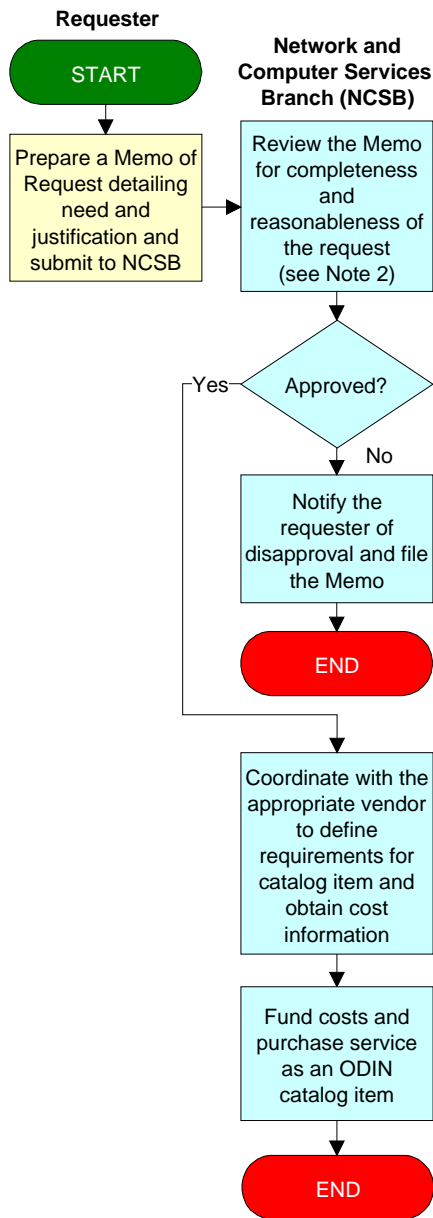 Requester
START
Prepare a Memo of
Request detailing
need and
justification and
submit to NCSB
Network and
Computer Services
Branch (NCSB)
Review the Memo
for completeness
and
reasonableness of
the request
(see Note 2)
Approved?
Yes
No
Notify the
requester of
disapproval and file
the Memo
END
Coordinate with the
appropriate vendor
to define
requirements for
catalog item and
obtain cost
information
Fund costs and
purchase service
as an ODIN
catalog item
END